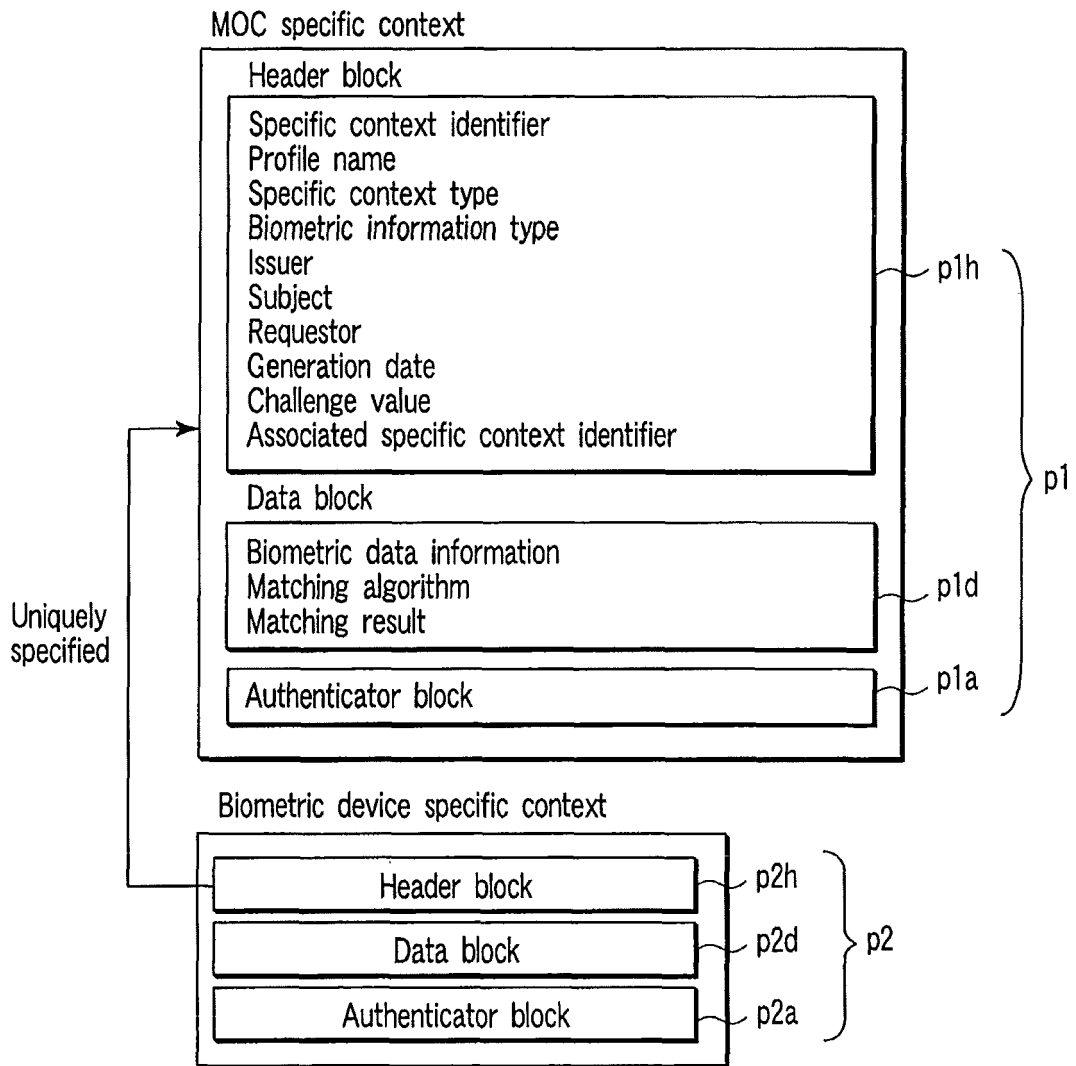 MOC specific context
Header block
Specific context identifier
Profile name
Specific context type
Biometric information type
Issuer
Subject
Requestor
Generation date
Challenge value
Associated specific context identifier
p1h
p1
Data block
Biometric data information
Matching algorithm
Matching result
p1d
Authenticator block
p1a
Uniquely
specified
Biometric device specific context
Header block
p2h
Data block
p2d
p2
Authenticator block
p2a